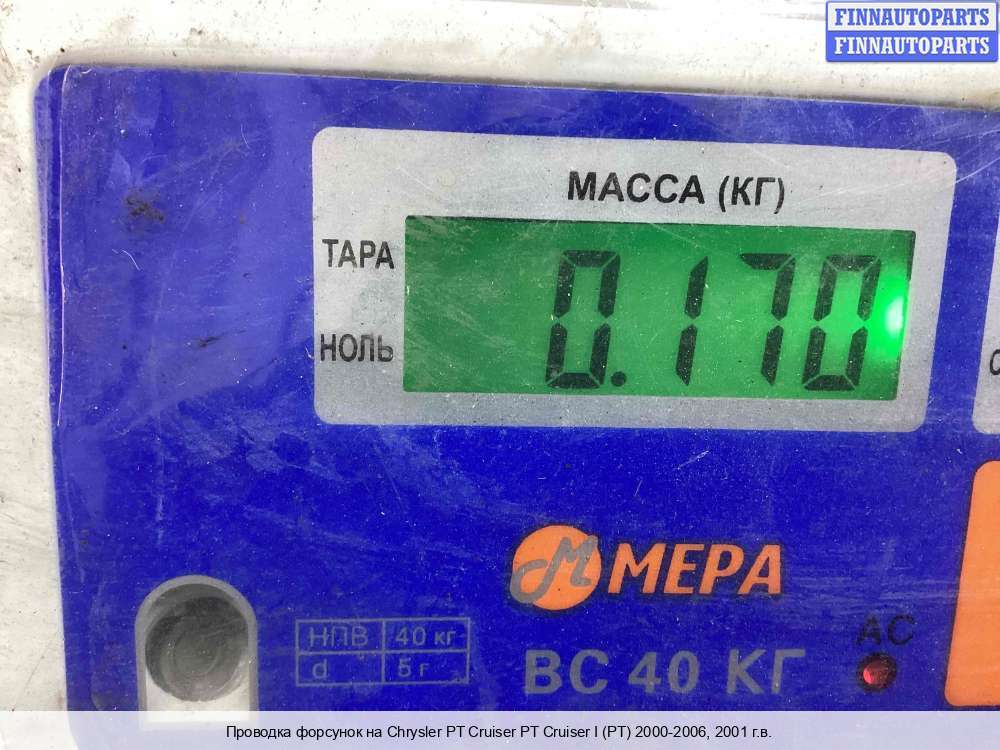 FINNAUTOPARTS
FINNAUTOPARTS
МАССА (КГ)
ТАРА
0.170
НОЛЬ
М МЕРА
АС
НПВ 40 кг
d 5 г
ВС 40 КГ
Проводка форсунок на Chrysler PT Cruiser PT Cruiser I (PT) 2000-2006, 2001 г.в.